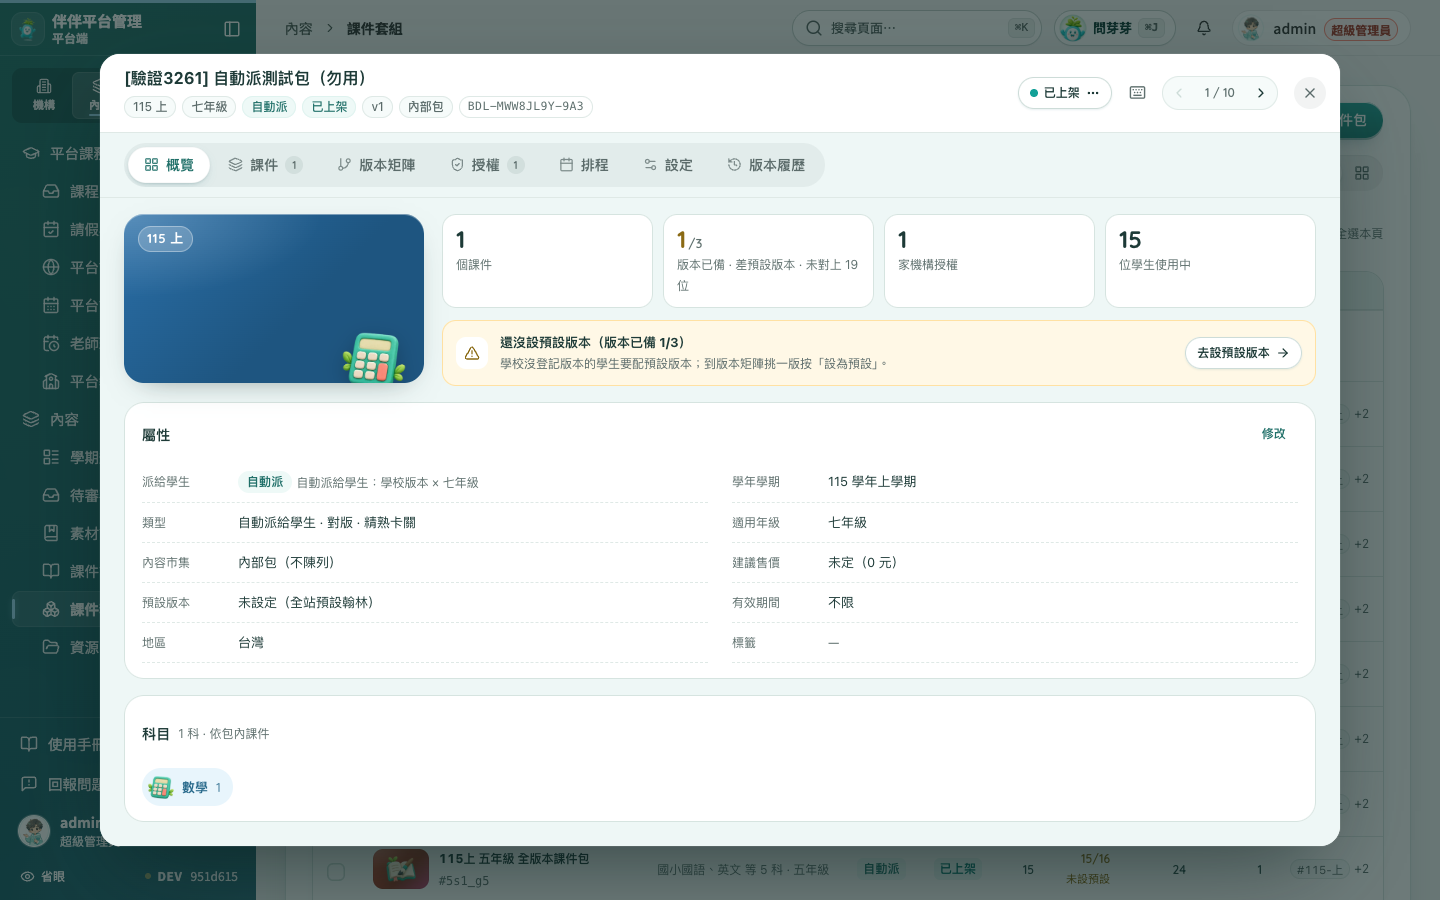 伴伴平台管理
平台端
內容
課件套組
搜尋頁面…
⌘K
問芽芽
⌘J
admin
超級管理員
機構
[驗證3261] 自動派測試包（勿用）
115 上
七年級
自動派
已上架
v1
內部包
BDL-MWW8JL9Y-9A3
已上架 ···
1 / 10
概覽
課件 1
版本矩陣
授權 1
排程
設定
版本履歷
115 上
1
個課件
1/3
版本已備 · 差預設版本 · 未對上 19
位
1
家機構授權
15
位學生使用中
還沒設預設版本（版本已備 1/3）
學校沒登記版本的學生要配預設版本；到版本矩陣挑一版按「設為預設」。
去設預設版本
屬性
修改
派給學生
自動派
自動派給學生：學校版本 × 七年級
學年學期
115 學年上學期
類型
自動派給學生 · 對版 · 精熟卡關
適用年級
七年級
內容市集
內部包（不陳列）
建議售價
未定（0 元）
預設版本
未設定（全站預設翰林）
有效期間
不限
地區
台灣
標籤
—
科目
1 科 · 依包內課件
數學 1
平台課
課程
請假
平台
平台
老師
平台
內容
學期
待審
素材
課件
課件
資源
使用手冊
回報問題
admin
超級管理
省眼
DEV 951d615
件包
全選本頁
+2
+2
+2
+2
+2
+2
+2
115上 五年級 全版本課件包
#5s1_g5
國小國語、英文 等 5 科 · 五年級
自動派
已上架
15
15/16
未設預設
24
1
#115-上
+2